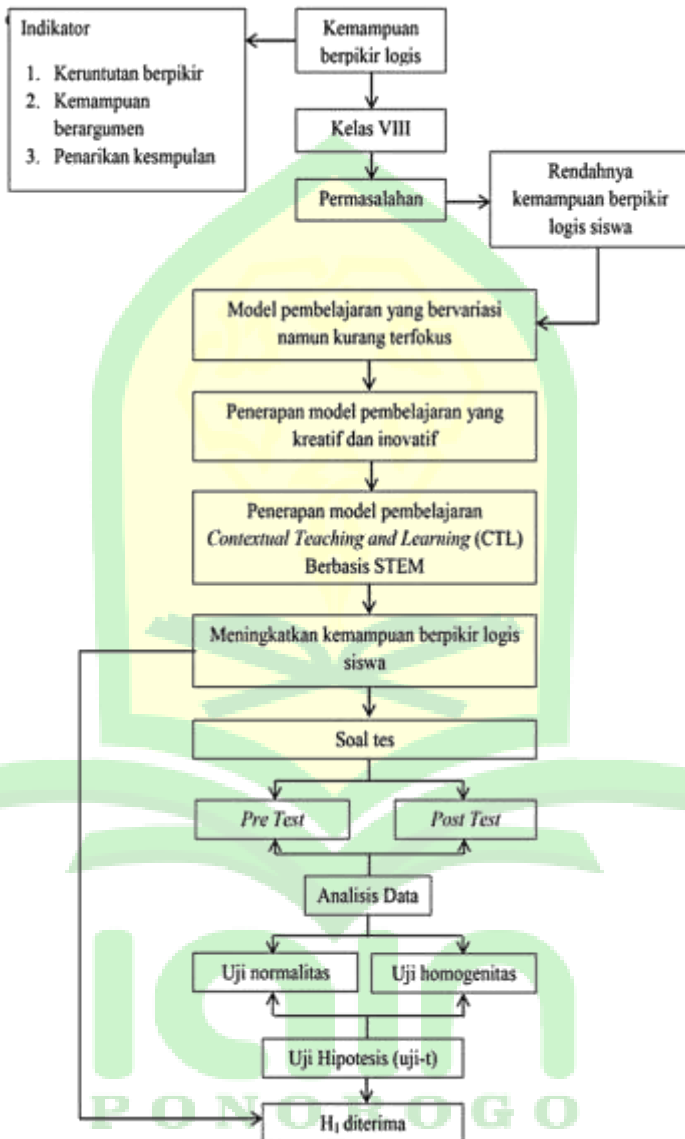 Indikator
1. Keruntutan berpikir
2. Kemampuan
berargumen
3. Penarikan kesmpulan
Kemampuan
berpikir logis
Kelas VIII
Permasalahan
Rendahnya
kemampuan berpikir
logis siswa
Model pembelajaran yang bervariasi
namun kurang terfokus
Penerapan model pembelajaran yang
kreatif dan inovatif
Penerapan model pembelajaran
Contextual Teaching and Learning (CTL)
Berbasis STEM
Meningkatkan kemampuan berpikir logis
siswa
Soal tes
Pre Test
Post Test
Analisis Data
Uji normalitas
Uji homogenitas
Uji Hipotesis (uji-t)
H₁ diterima
iain
PONOROGO